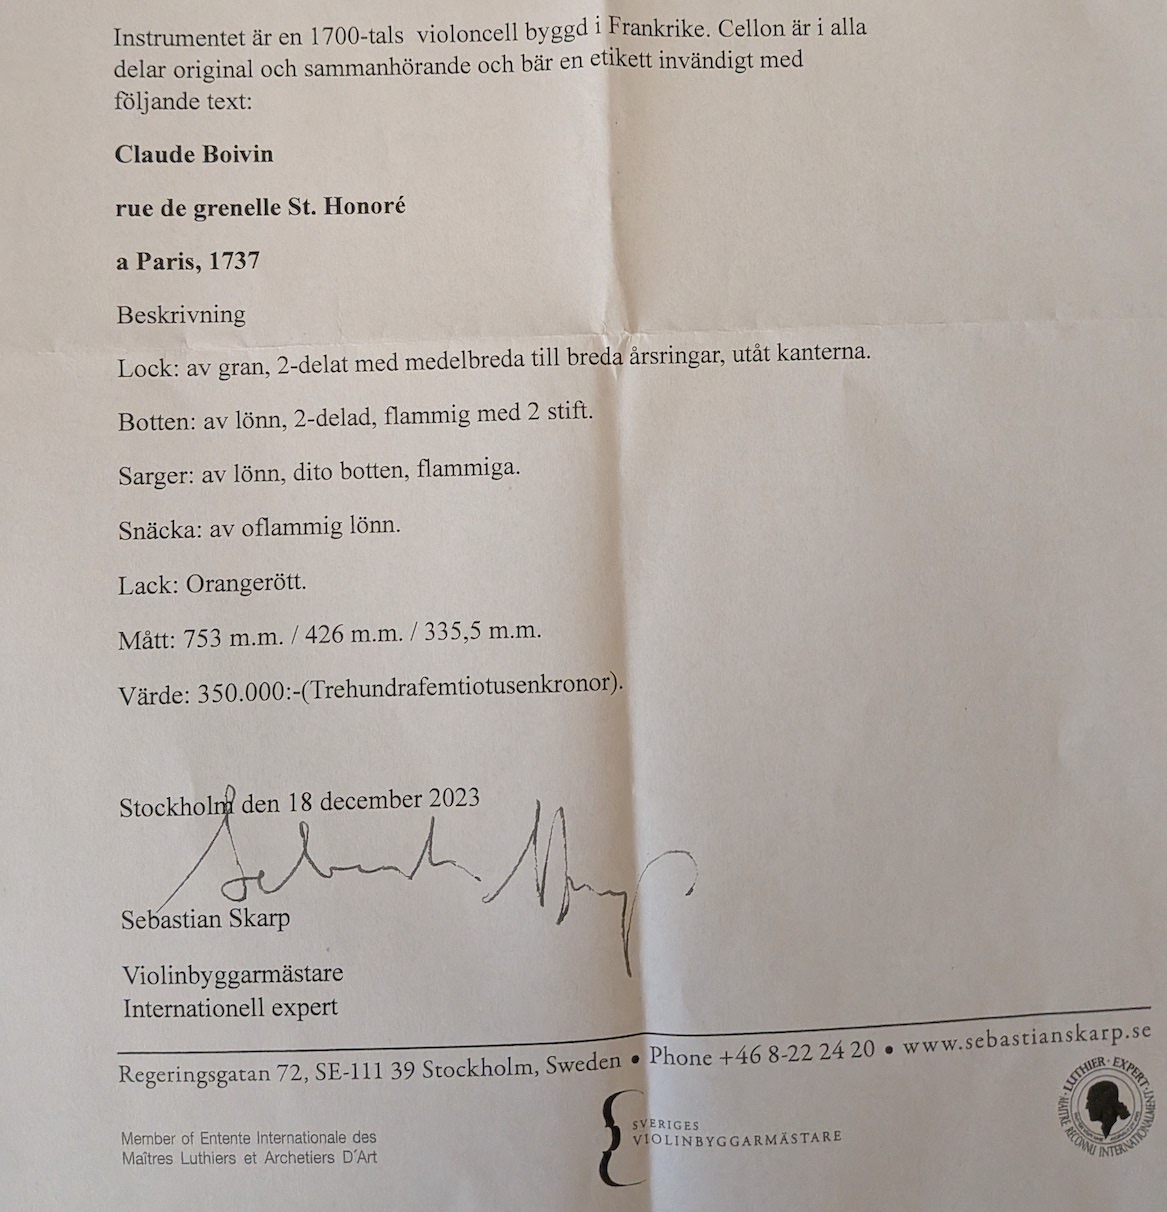 Instrumentet är en 1700-tals violoncell byggd i Frankrike. Cellon är i alla
delar original och sammanhörande och bär en etikett invändigt med
följande text:
Claude Boivin
rue de grenelle St. Honoré
a Paris, 1737
Beskrivning
Lock: av gran, 2-delat med medelbreda till breda årsringar, utåt kanterna.
Botten: av lönn, 2-delad, flammig med 2 stift.
Sarger: av lönn, dito botten, flammiga.
Snäcka: av oflammig lönn.
Lack: Orangerött.
Mått: 753 m.m. / 426 m.m. / 335,5 m.m.
Värde: 350.000:-(Trehundrafemtiotusenkronor).
Stockholm den 18 december 2023
Sebastian Skarp
Violinbyggarmästare
Internationell expert
Regeringsgatan 72, SE-111 39 Stockholm, Sweden • Phone +46 8-22 24 20 • www.sebastianskarp.se
Member of Entente Internationale des
Maîtres Luthiers et Archetiers D´Art
SVERIGES
VIOLINBYGGARMÄSTARE
LUTHIER · EXPERT
MAITRE RECONNU INTERNATIONALMENT